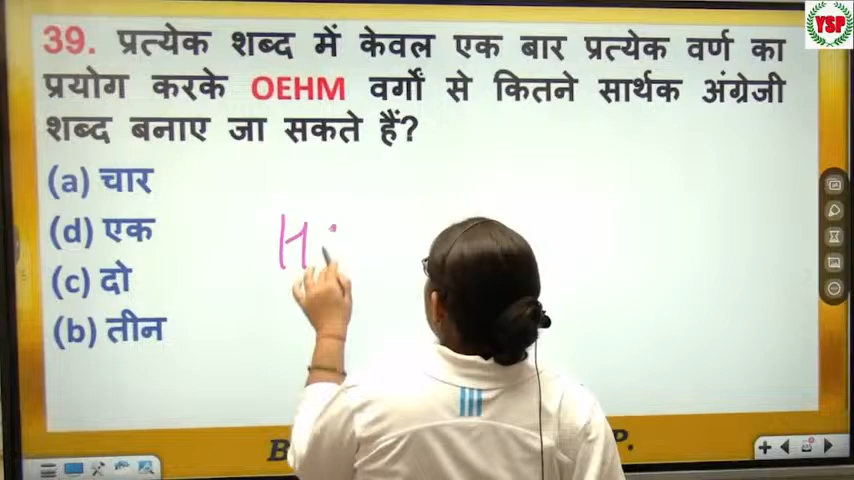 39. प्रत्येक शब्द में केवल एक बार प्रत्येक वर्ण का
प्रयोग करके OEHM वर्गों से कितने सार्थक अंग्रेजी
शब्द बनाए जा सकते हैं?
(a) चार
(d) एक
(c) दो
(b) तीन
H
YSP